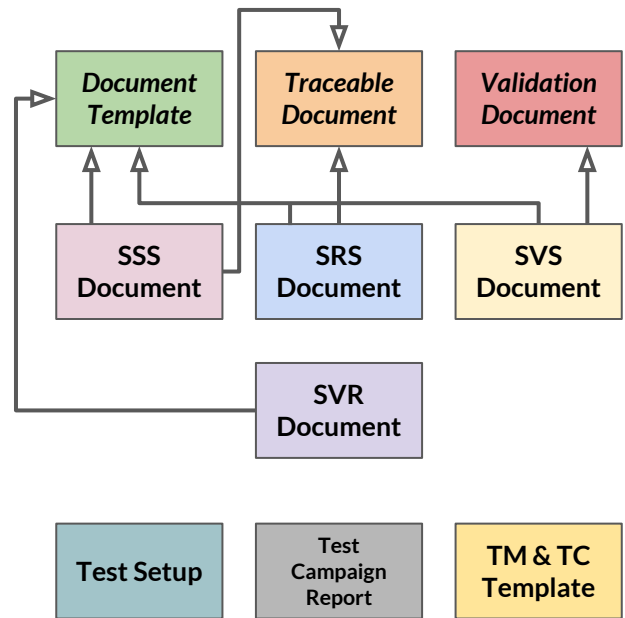 Document
Template
Traceable
Document
Validation
Document
SSS
Document
SRS
Document
SVS
Document
SVR
Document
Test Setup
Test
Campaign
Report
TM & TC
Template